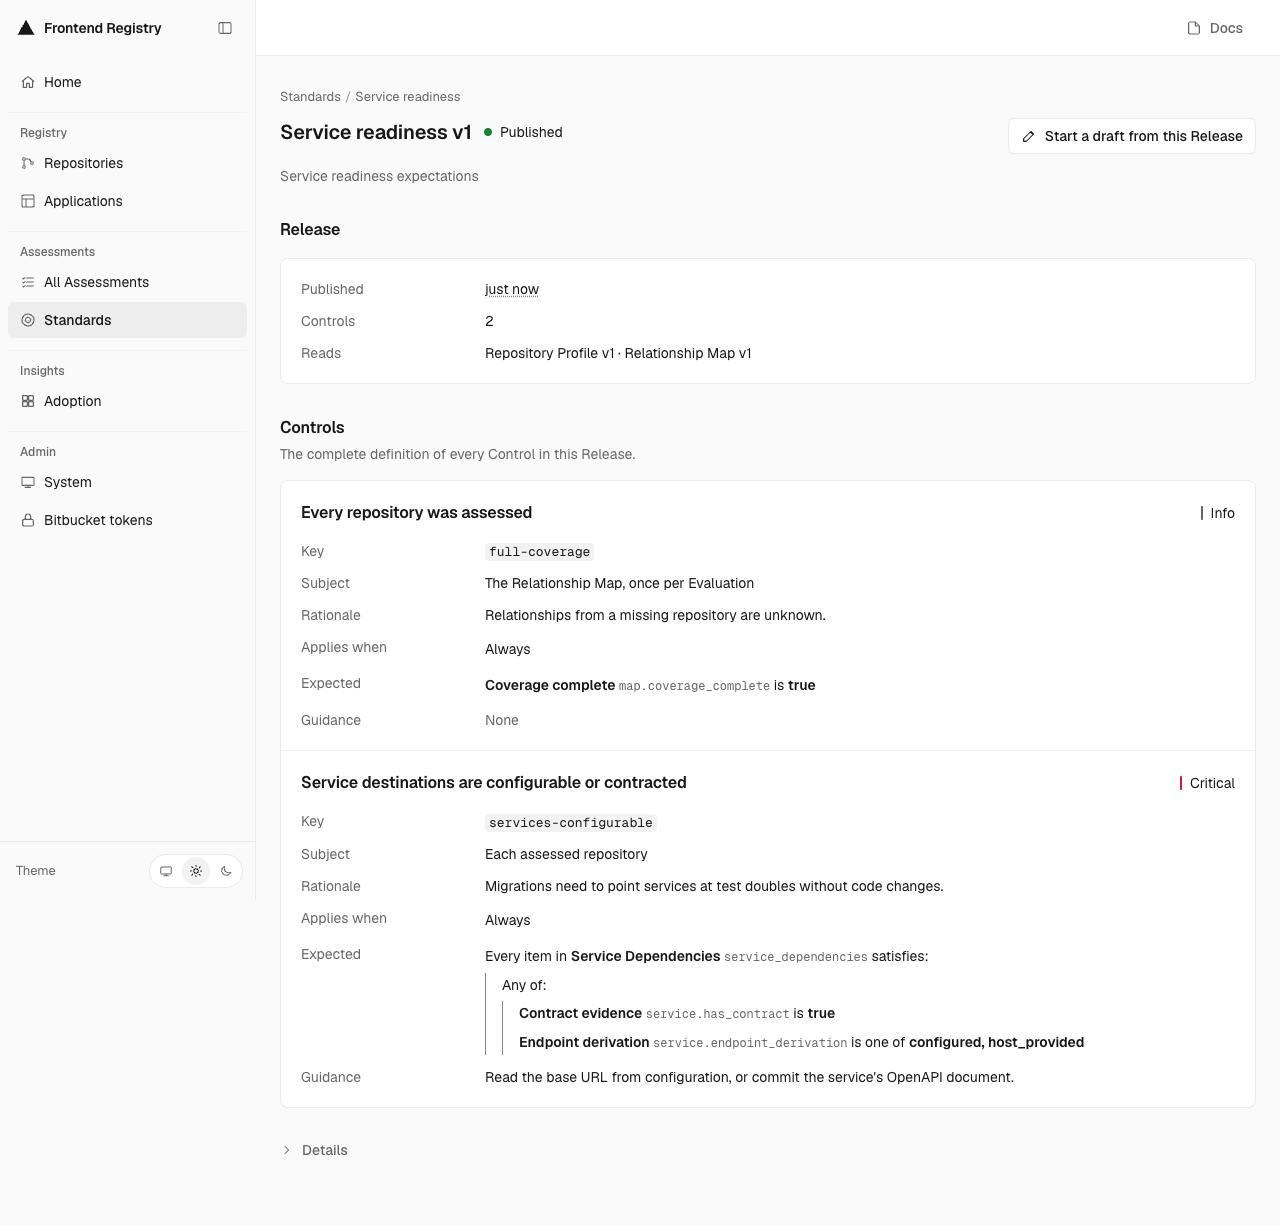 Frontend Registry
Docs
Home
Registry
Repositories
Applications
Assessments
All Assessments
Standards
Insights
Adoption
Admin
System
Bitbucket tokens
Theme
Standards / Service readiness
Service readiness v1 Published
Start a draft from this Release
Service readiness expectations
Release
Published just now
Controls 2
Reads Repository Profile v1 · Relationship Map v1
Controls
The complete definition of every Control in this Release.
Every repository was assessed Info
Key full-coverage
Subject The Relationship Map, once per Evaluation
Rationale Relationships from a missing repository are unknown.
Applies when Always
Expected Coverage complete map.coverage_complete is true
Guidance None
Service destinations are configurable or contracted Critical
Key services-configurable
Subject Each assessed repository
Rationale Migrations need to point services at test doubles without code changes.
Applies when Always
Expected Every item in Service Dependencies service_dependencies satisfies:
Any of:
Contract evidence service.has_contract is true
Endpoint derivation service.endpoint_derivation is one of configured, host_provided
Guidance Read the base URL from configuration, or commit the service's OpenAPI document.
Details